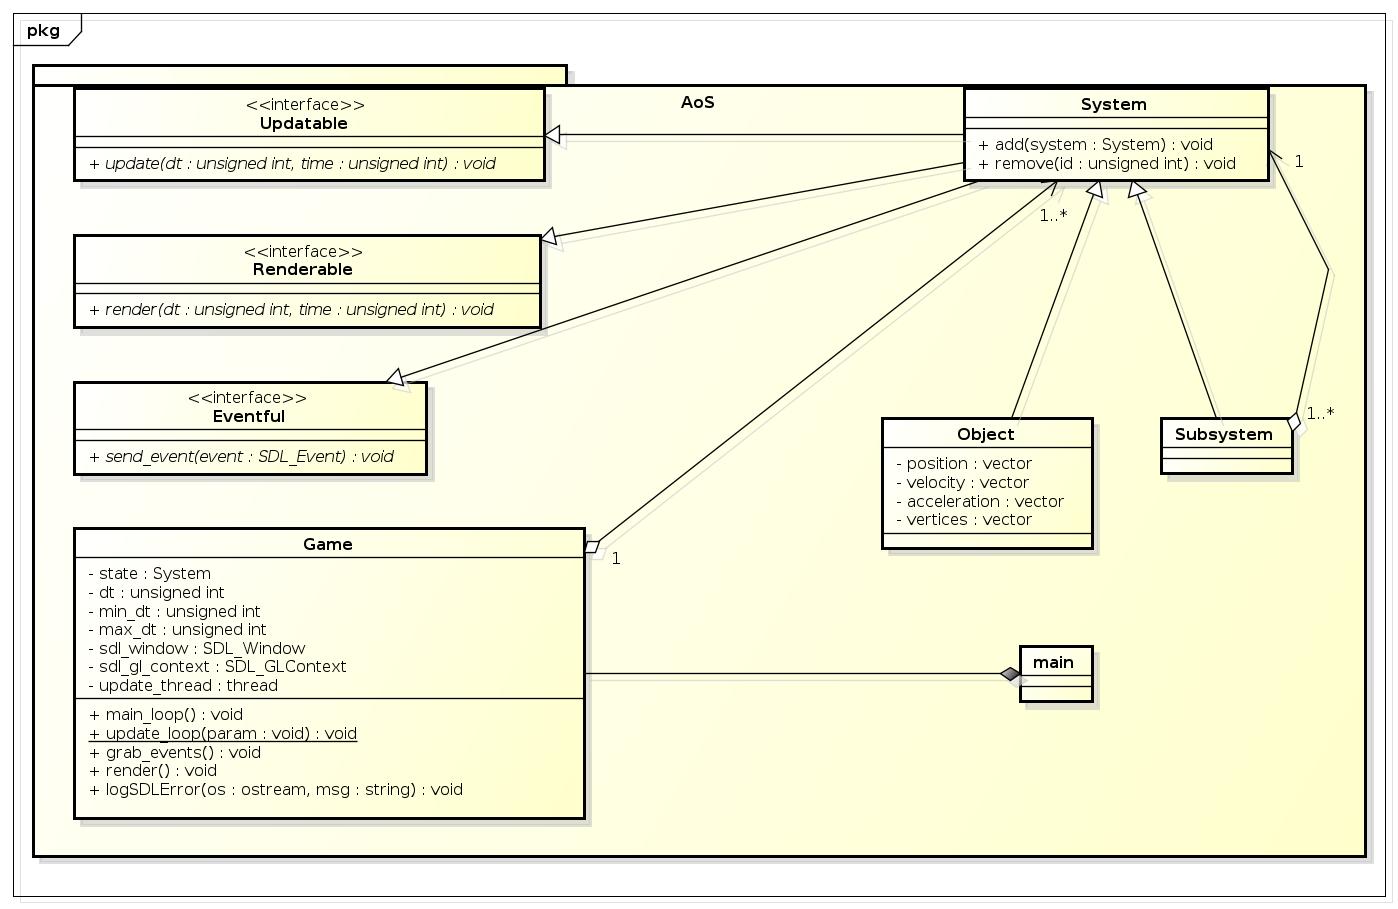 pkg
AoS
<<interface>>
Updatable
+ update(dt : unsigned int, time : unsigned int) : void
System
+ add(system : System) : void
+ remove(id : unsigned int) : void
1
1..*
<<interface>>
Renderable
+ render(dt : unsigned int, time : unsigned int) : void
<<interface>>
Eventful
+ send_event(event : SDL_Event) : void
Object
- position : vector
- velocity : vector
- acceleration : vector
- vertices : vector
Subsystem
1..*
Game
- state : System
- dt : unsigned int
- min_dt : unsigned int
- max_dt : unsigned int
- sdl_window : SDL_Window
- sdl_gl_context : SDL_GLContext
- update_thread : thread
+ main_loop() : void
+ update_loop(param : void) : void
+ grab_events() : void
+ render() : void
+ logSDLError(os : ostream, msg : string) : void
1
main